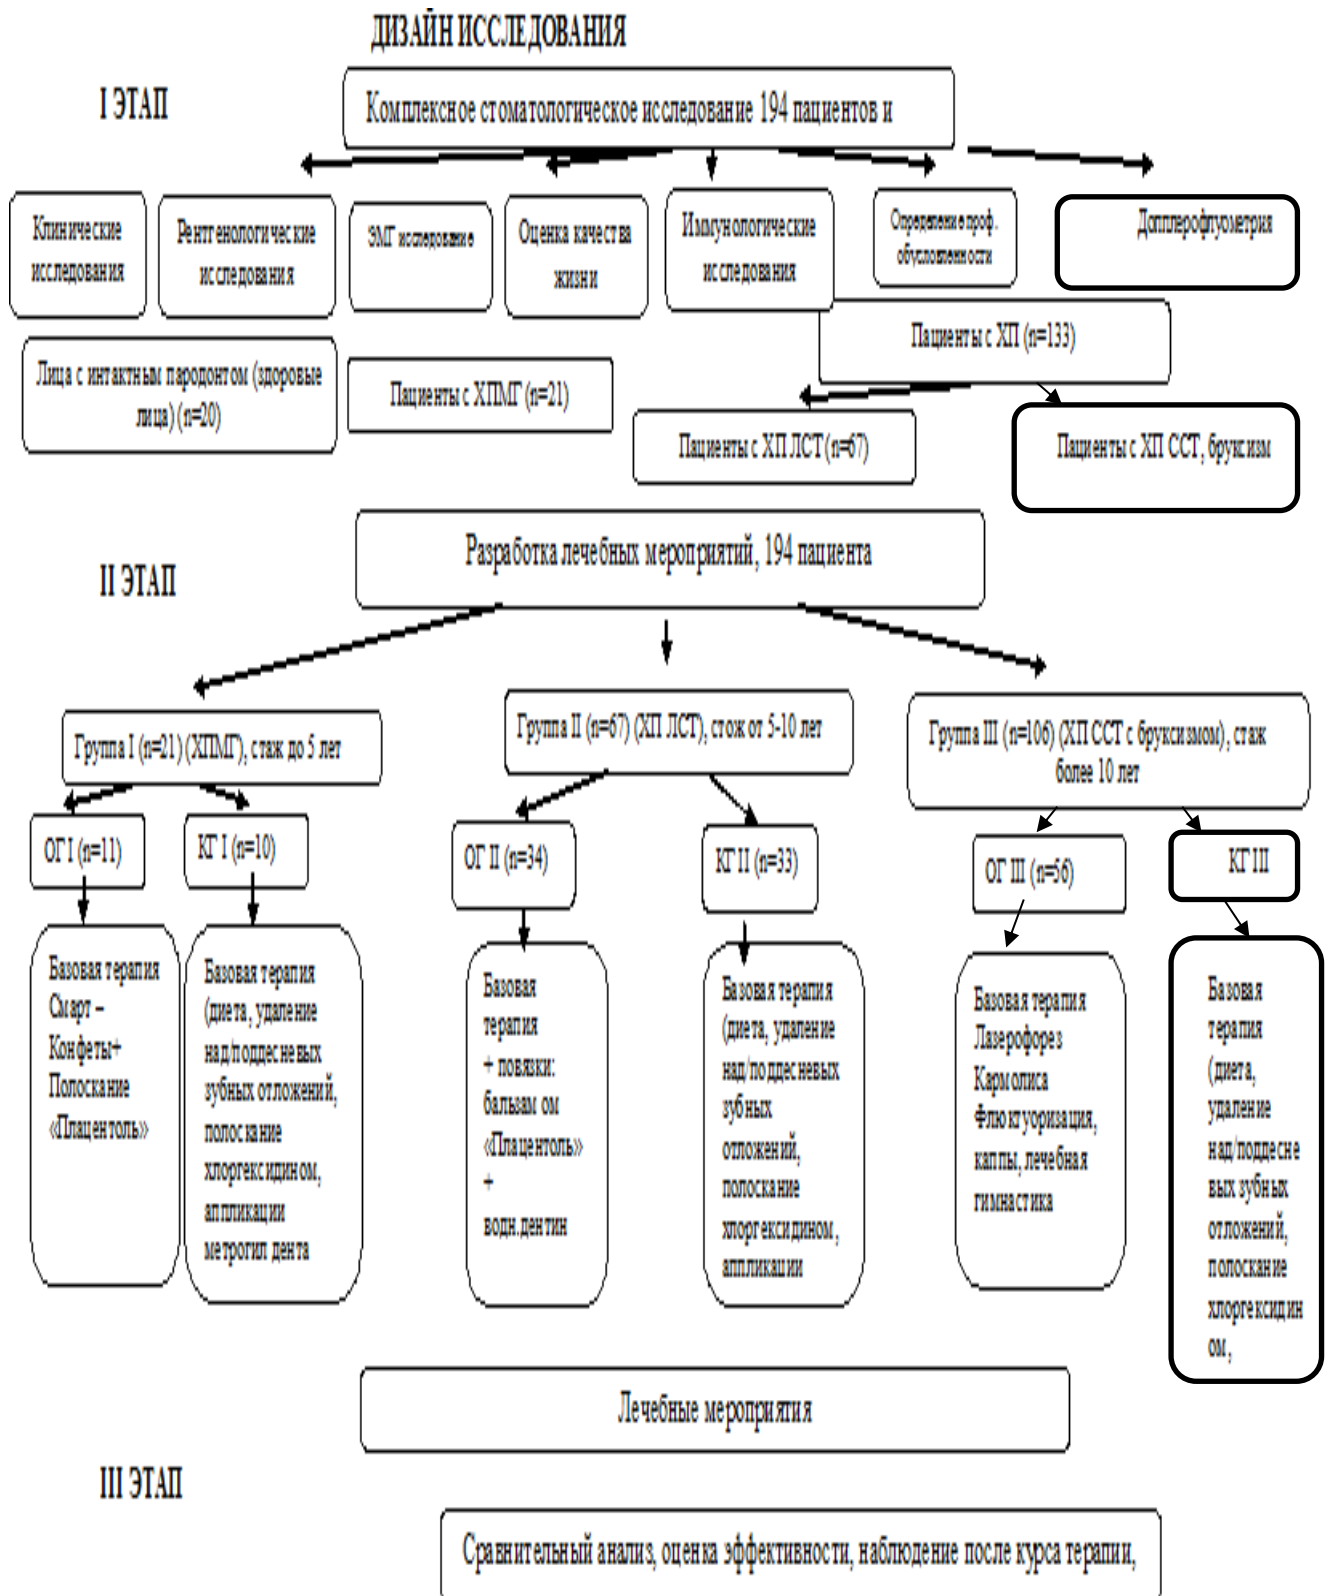 ДИЗАЙН ИССЛЕДОВАНИЯ
I ЭТАП
Комплексное стоматологическое исследование 194 пациентов и
Клинические
исследования
Рентгенологические
исследования
ЭМГ исследование
Оценка качества
жизни
Иммунологические
исследования
Определение проф.
обусловленности
Допплерофлуометрия
Пациенты с ХП (n=133)
Лица с интактным пародонтом (здоровые
лица) (n=20)
Пациенты с ХПМГ (n=21)
Пациенты с ХП ЛСТ (n=67)
Пациенты с ХП ССТ, бруксизм
II ЭТАП
Разработка лечебных мероприятий, 194 пациента
Группа I (n=21) (ХПМГ), стаж до 5 лет
Группа II (n=67) (ХП ЛСТ), стож от 5-10 лет
Группа III (n=106) (ХП ССТ с бруксизмом), стаж
более 10 лет
ОГ I (n=11)
КГ I (n=10)
ОГ II (n=34)
КГ II (n=33)
ОГ III (n=56)
КГ III
Базовая терапия
Смарт –
Конфеты+
Полоскание
«Плацентоль»
Базовая терапия
(диета, удаление
над/поддесневых
зубных отложений,
полоскание
хлоргексидином,
аппликации
метрогил дента
Базовая
терапия
+ повязки:
бальзам ом
«Плацентоль»
+
водн.дентин
Базовая терапия
(диета, удаление
над/поддесневых
зубных
отложений,
полоскание
хлоргексидином,
аппликации
Базовая терапия
Лазерофорез
Кармолиса
Флюктуоризация,
каппы, лечебная
гимнастика
Базовая
терапия
(диета,
удаление
над/поддесне
вых зубных
отложений,
полоскание
хлоргексидин
ом,
Лечебные мероприятия
III ЭТАП
Сравнительный анализ, оценка эффективности, наблюдение после курса терапии,